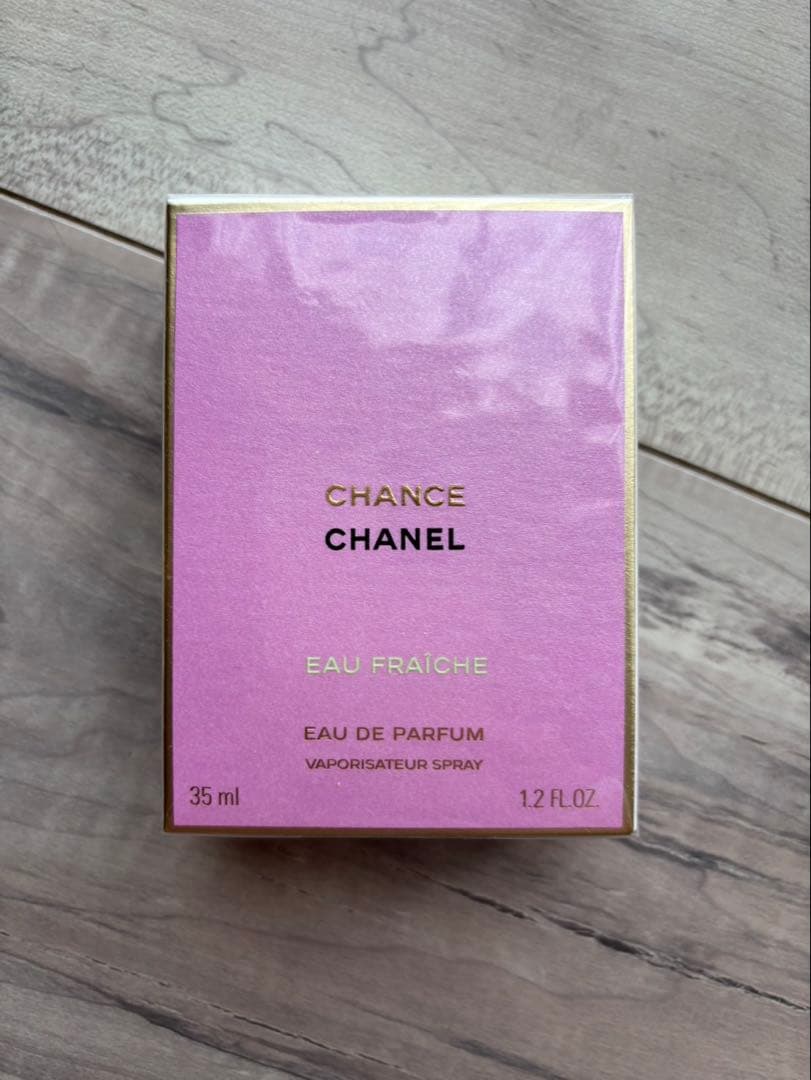 CHANCE
CHANEL
EAU FRAÎCHE
EAU DE PARFUM
VAPORISATEUR SPRAY
35 ml 1.2 FL.OZ.